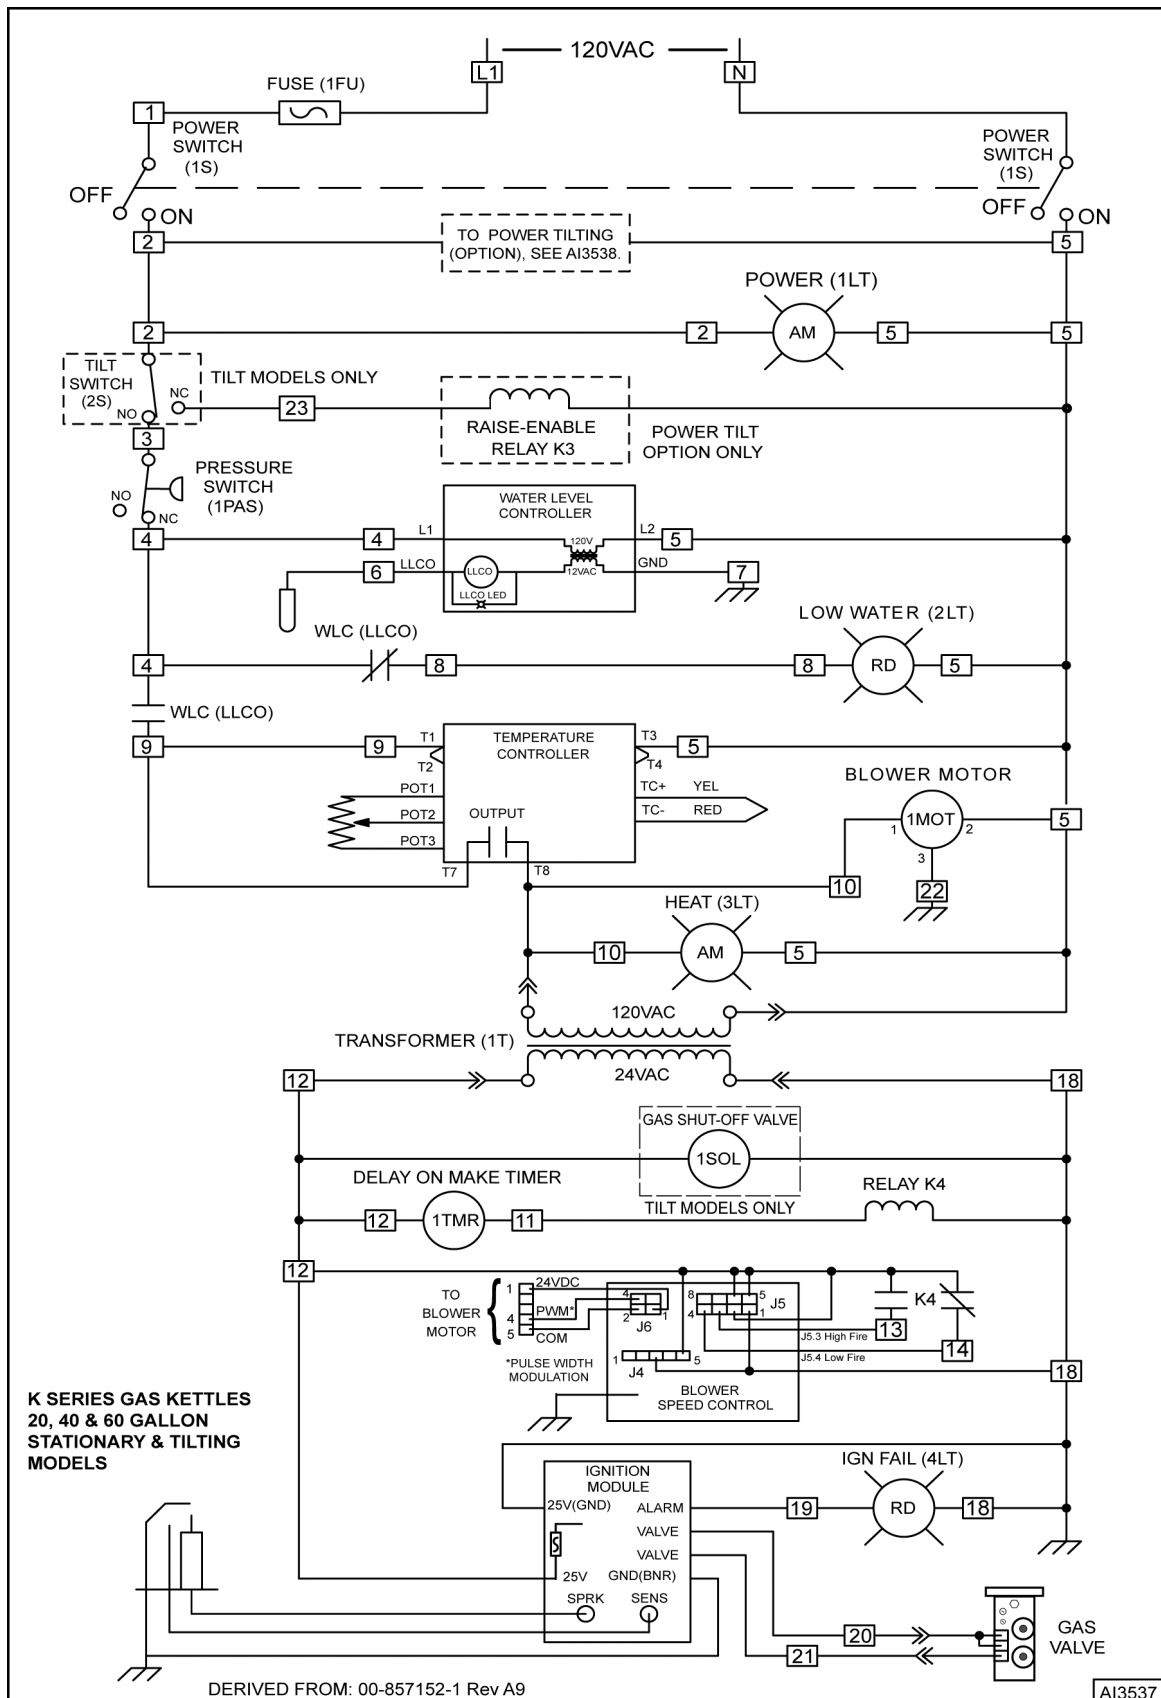 120VAC
L1
N
FUSE (1FU)
1
POWER
SWITCH
(1S)
POWER
SWITCH
(1S)
OFF
ON
OFF
ON
2
TO POWER TILTING
(OPTION), SEE AI3538.
5
POWER (1LT)
2
2
AM
5
5
TILT
SWITCH
(2S)
NC
NO
TILT MODELS ONLY
23
RAISE-ENABLE
RELAY K3
POWER TILT
OPTION ONLY
3
PRESSURE
SWITCH
(1PAS)
NO
NC
WATER LEVEL
CONTROLLER
4
4
L1
120V
L2
5
6
LLCO
LLCO
12VAC
GND
7
LLCO LED
WLC (LLCO)
LOW WATER (2LT)
4
8
8
RD
5
WLC (LLCO)
9
9
T1
T2
TEMPERATURE
CONTROLLER
T3
T4
5
POT1
POT2
POT3
OUTPUT
TC+ YEL
TC- RED
T7
T8
BLOWER MOTOR
1
1MOT
2
3
5
10
22
HEAT (3LT)
10
AM
5
120VAC
TRANSFORMER (1T)
24VAC
12
18
GAS SHUT-OFF VALVE
1SOL
TILT MODELS ONLY
DELAY ON MAKE TIMER
RELAY K4
12
1TMR
11
12
TO
BLOWER
MOTOR
1
4
5
24VDC
PWM*
COM
*PULSE WIDTH
MODULATION
4
2
1
J6
8
5
4
1
J5
K4
13
J5.3 High Fire
14
J5.4 Low Fire
1
5
J4
18
BLOWER
SPEED CONTROL
K SERIES GAS KETTLES
20, 40 & 60 GALLON
STATIONARY & TILTING
MODELS
IGNITION
MODULE
IGN FAIL (4LT)
25V(GND)
ALARM
19
RD
18
VALVE
VALVE
25V
GND(BNR)
SPRK
SENS
20
21
GAS
VALVE
DERIVED FROM: 00-857152-1 Rev A9
AI3537